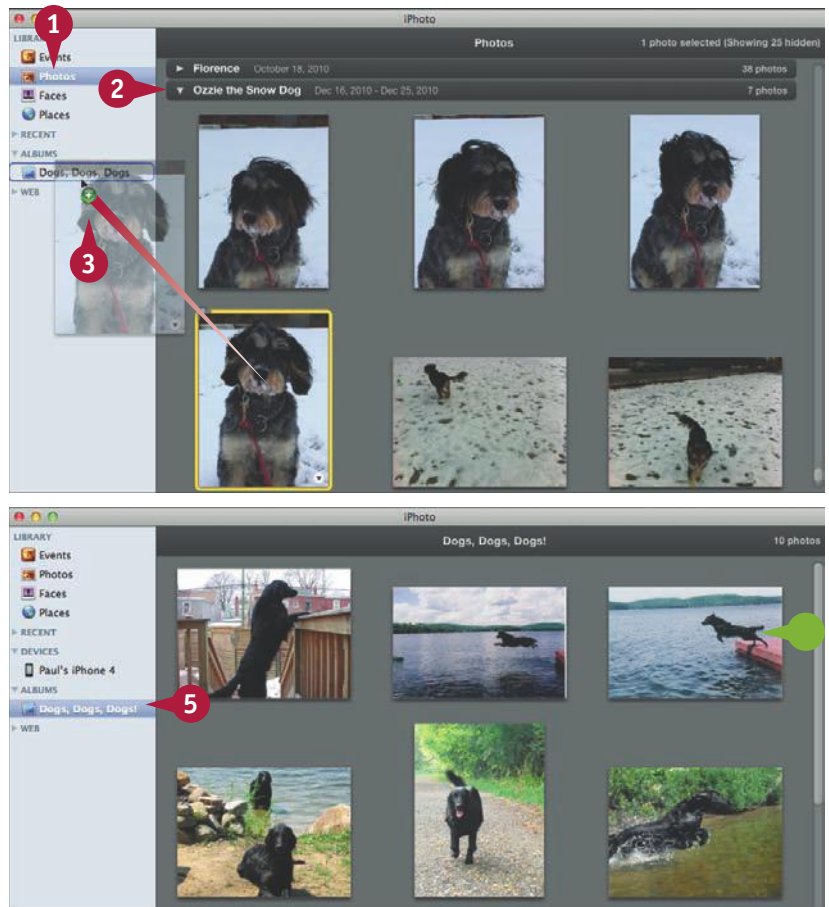 iPhoto
1
LIBRARY
Photos
1 photo selected (Showing 25 hidden)
Events
Photos
Faces
Places
RECENT
ALBUMS
Dogs, Dogs, Dogs
WEB
2
Florence October 18, 2010 38 photos
Ozzie the Snow Dog Dec 16, 2010 - Dec 25, 2010 7 photos
3
iPhoto
LIBRARY
Dogs, Dogs, Dogs!
10 photos
Events
Photos
Faces
Places
RECENT
DEVICES
Paul's iPhone 4
ALBUMS
Dogs, Dogs, Dogs!
5
WEB